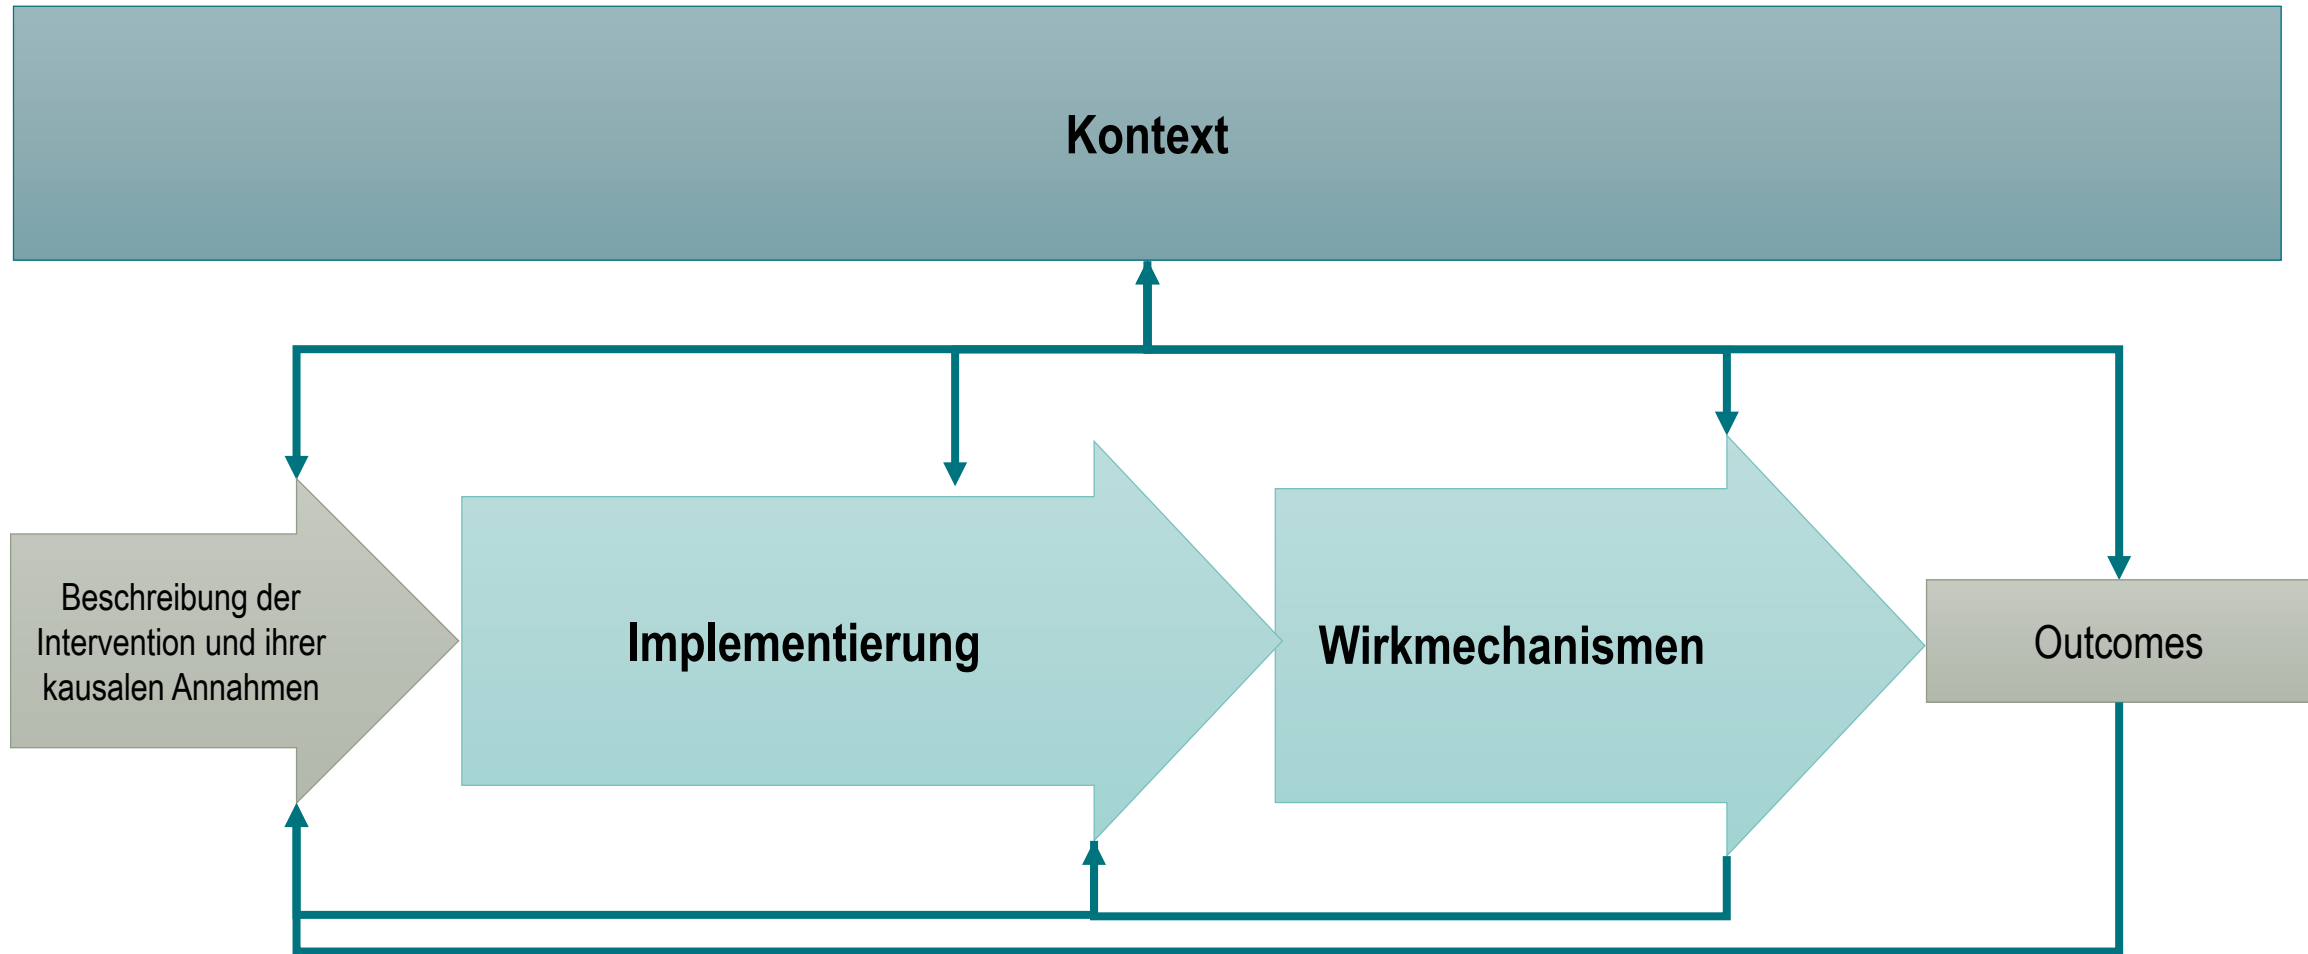 Kontext
Beschreibung der
Intervention und ihrer
kausalen Annahmen
Implementierung
Wirkmechanismen
Outcomes